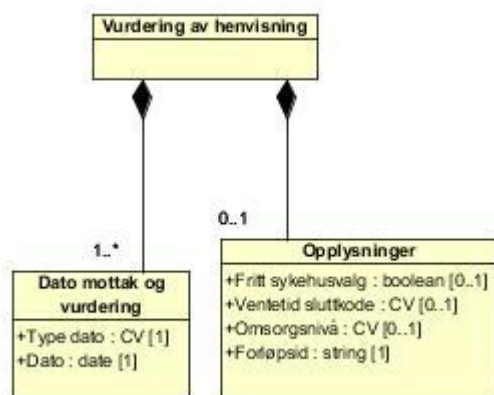 Vurdering av henvisning
1..*
0..1
Dato mottak og
vurdering
+Type dato : CV [1]
+Dato : date [1]
Opplysninger
+Fritt sykehusvalg : boolean [0..1]
+Ventetid sluttkode : CV [0..1]
+Omsorgsnivå : CV [0..1]
+Forløpsid : string [1]